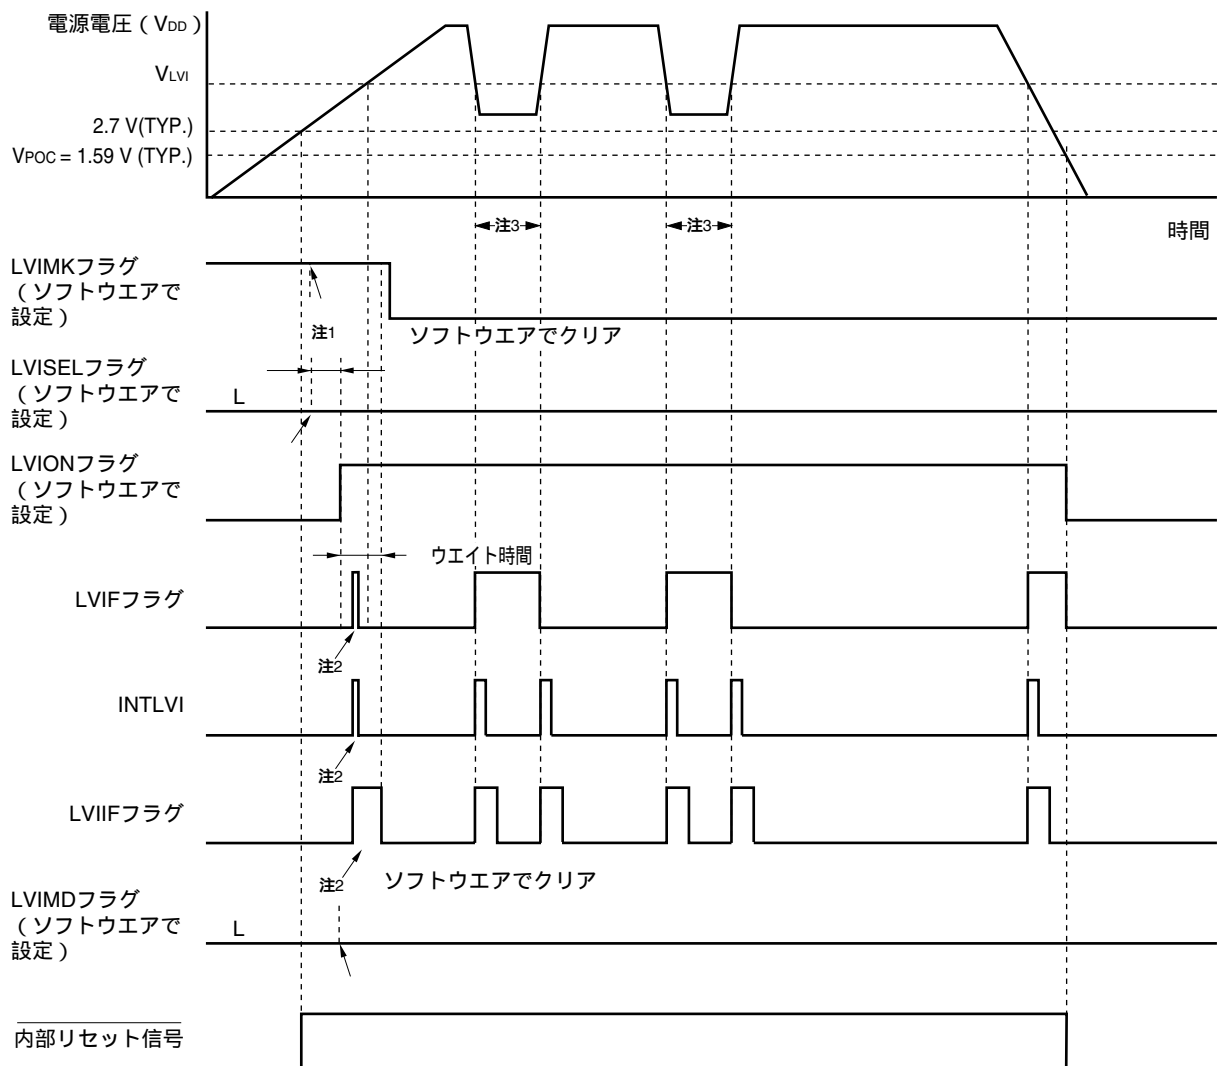 電源電圧（VDD）
VLVI
2.7 V(TYP.)
VPOC = 1.59 V (TYP.)
注3
注3
時間
LVIMKフラグ
（ソフトウエアで
設定）
注1
ソフトウエアでクリア
LVISELフラグ
（ソフトウエアで
設定）
L
LVIONフラグ
（ソフトウエアで
設定）
ウエイト時間
LVIFフラグ
注2
INTLVI
注2
LVIIFフラグ
注2
ソフトウエアでクリア
LVIMDフラグ
（ソフトウエアで
設定）
L
内部リセット信号